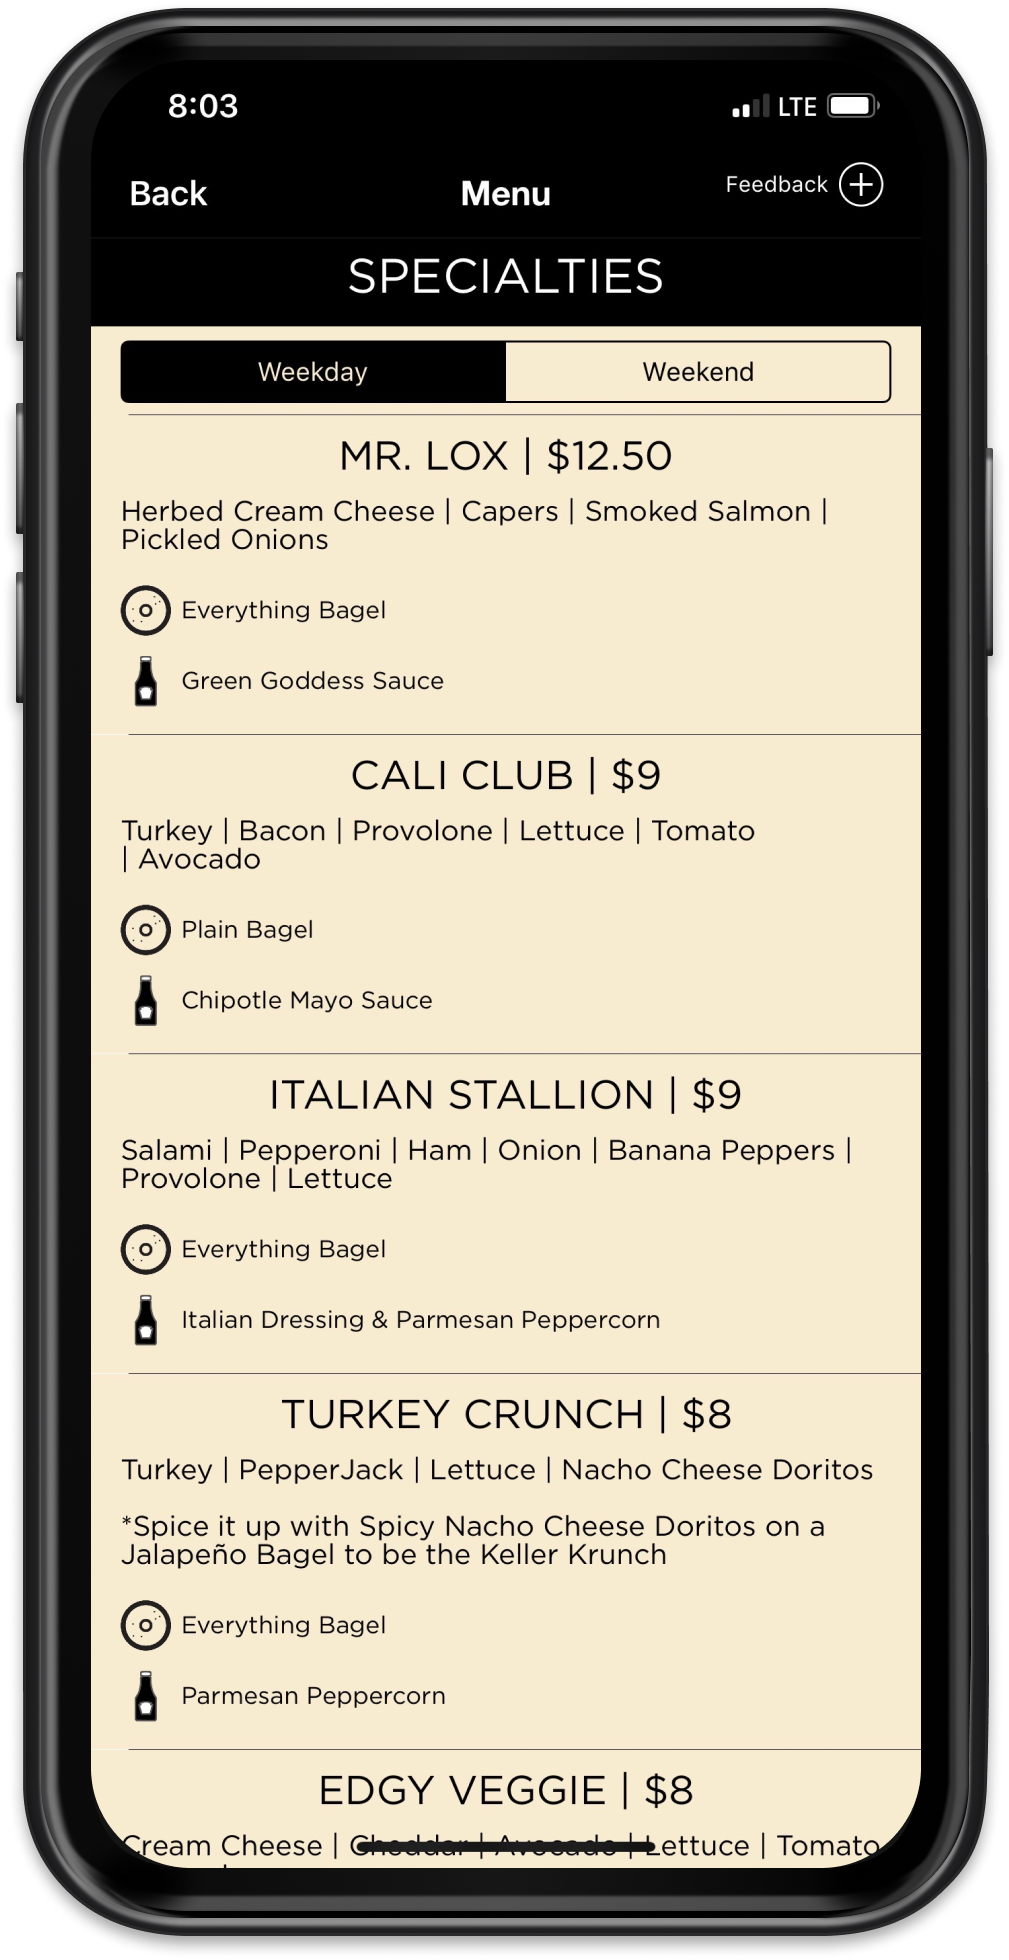 8:03
LTE
Back
Menu
Feedback
SPECIALTIES
Weekday
Weekend
MR. LOX | $12.50
Herbed Cream Cheese | Capers | Smoked Salmon |
Pickled Onions
Everything Bagel
Green Goddess Sauce
CALI CLUB | $9
Turkey | Bacon | Provolone | Lettuce | Tomato
| Avocado
Plain Bagel
Chipotle Mayo Sauce
ITALIAN STALLION | $9
Salami | Pepperoni | Ham | Onion | Banana Peppers |
Provolone | Lettuce
Everything Bagel
Italian Dressing & Parmesan Peppercorn
TURKEY CRUNCH | $8
Turkey | PepperJack | Lettuce | Nacho Cheese Doritos
*Spice it up with Spicy Nacho Cheese Doritos on a
Jalapeño Bagel to be the Keller Krunch
Everything Bagel
Parmesan Peppercorn
EDGY VEGGIE | $8
Cream Cheese | Cheddar | Avocado | Lettuce | Tomato